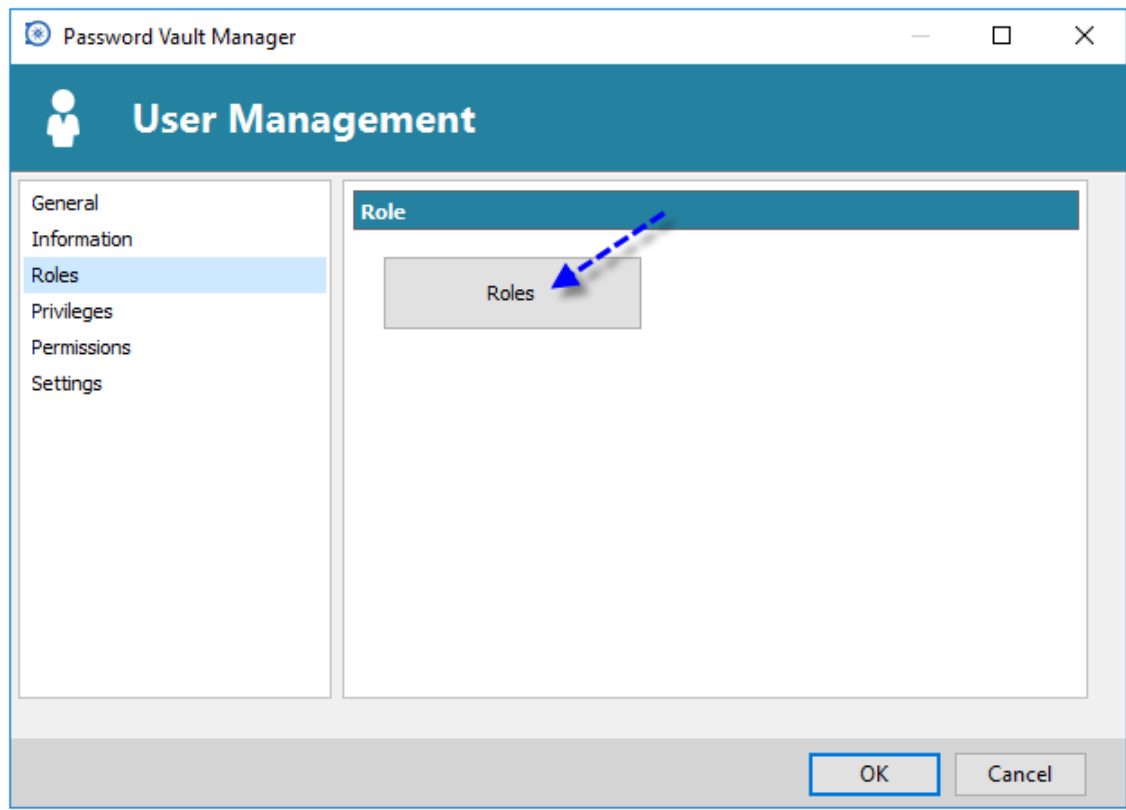 Password Vault Manager
User Management
General
Information
Roles
Privileges
Permissions
Settings
Role
Roles
OK
Cancel